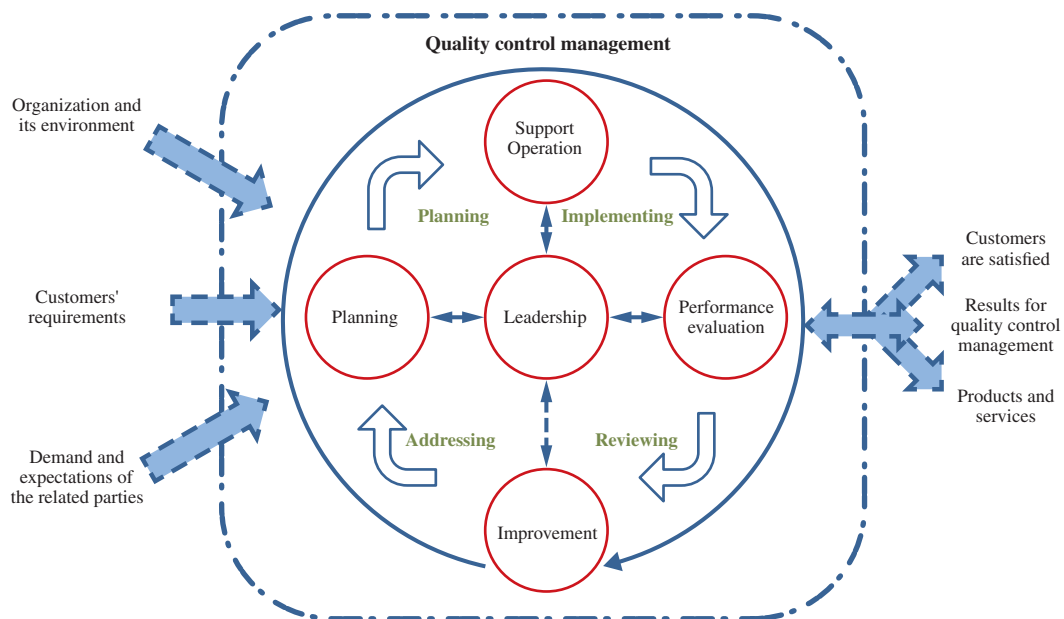 Quality control management
Organization and
its environment
Support
Operation
Planning
Implementing
Customers
are satisfied
Customers'
requirements
Planning
Leadership
Performance
evaluation
Results for
quality control
management
Products and
services
Addressing
Reviewing
Demand and
expectations of
the related parties
Improvement